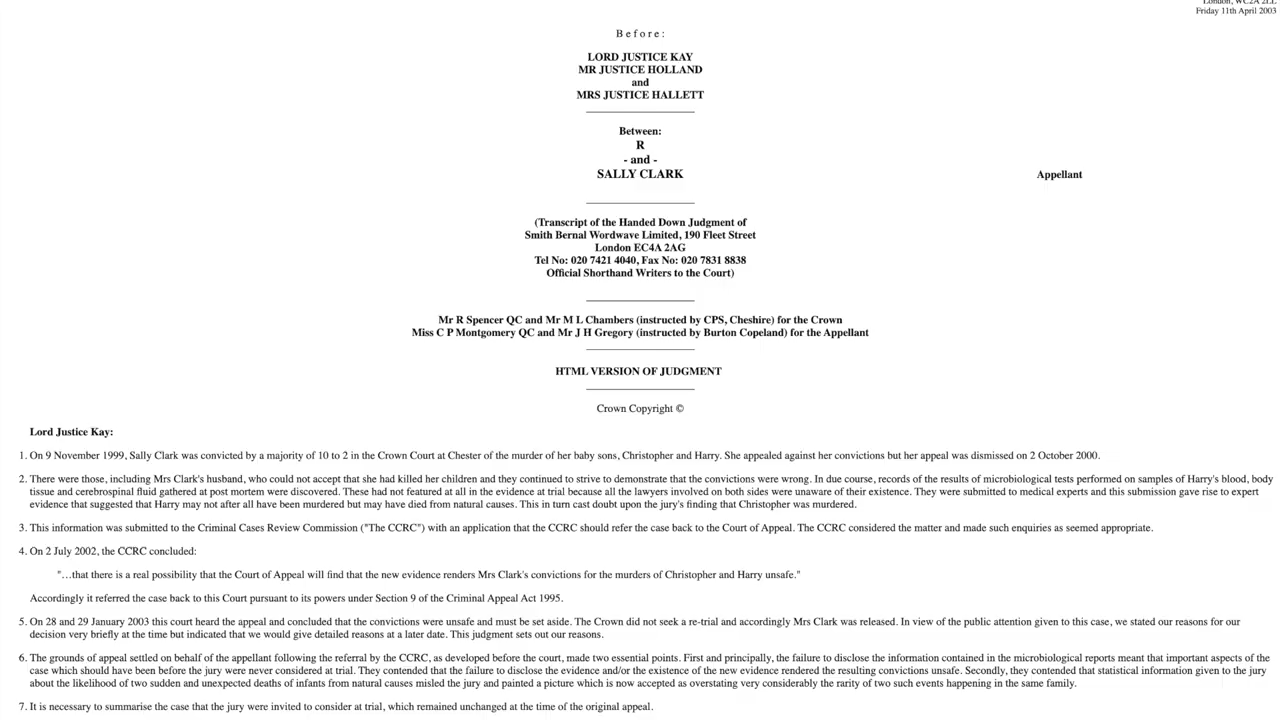 London, WC2A 2LL
Friday 11th April 2003
B e f o r e :
LORD JUSTICE KAY
MR JUSTICE HOLLAND
and
MRS JUSTICE HALLETT
Between:
R
- and -
SALLY CLARK
Appellant
(Transcript of the Handed Down Judgment of
Smith Bernal Wordwave Limited, 190 Fleet Street
London EC4A 2AG
Tel No: 020 7421 4040, Fax No: 020 7831 8838
Official Shorthand Writers to the Court)
Mr R Spencer QC and Mr M L Chambers (instructed by CPS, Cheshire) for the Crown
Miss C P Montgomery QC and Mr J H Gregory (instructed by Burton Copeland) for the Appellant
HTML VERSION OF JUDGMENT
Crown Copyright ©
Lord Justice Kay:
1. On 9 November 1999, Sally Clark was convicted by a majority of 10 to 2 in the Crown Court at Chester of the murder of her baby sons, Christopher and Harry. She appealed against her convictions but her appeal was dismissed on 2 October 2000.
2. There were those, including Mrs Clark's husband, who could not accept that she had killed her children and they continued to strive to demonstrate that the convictions were wrong. In due course, records of the results of microbiological tests performed on samples of Harry's blood, body
tissue and cerebrospinal fluid gathered at post mortem were discovered. These had not featured at all in the evidence at trial because all the lawyers involved on both sides were unaware of their existence. They were submitted to medical experts and this submission gave rise to expert
evidence that suggested that Harry may not after all have been murdered but may have died from natural causes. This in turn cast doubt upon the jury's finding that Christopher was murdered.
3. This information was submitted to the Criminal Cases Review Commission ("The CCRC") with an application that the CCRC should refer the case back to the Court of Appeal. The CCRC considered the matter and made such enquiries as seemed appropriate.
4. On 2 July 2002, the CCRC concluded:
"…that there is a real possibility that the Court of Appeal will find that the new evidence renders Mrs Clark's convictions for the murders of Christopher and Harry unsafe."
Accordingly it referred the case back to this Court pursuant to its powers under Section 9 of the Criminal Appeal Act 1995.
5. On 28 and 29 January 2003 this court heard the appeal and concluded that the convictions were unsafe and must be set aside. The Crown did not seek a re-trial and accordingly Mrs Clark was released. In view of the public attention given to this case, we stated our reasons for our
decision very briefly at the time but indicated that we would give detailed reasons at a later date. This judgment sets out our reasons.
6. The grounds of appeal settled on behalf of the appellant following the referral by the CCRC, as developed before the court, made two essential points. First and principally, the failure to disclose the information contained in the microbiological reports meant that important aspects of the
case which should have been before the jury were never considered at trial. They contended that the failure to disclose the evidence and/or the existence of the new evidence rendered the resulting convictions unsafe. Secondly, they contended that statistical information given to the jury
about the likelihood of two sudden and unexpected deaths of infants from natural causes misled the jury and painted a picture which is now accepted as overstating very considerably the rarity of two such events happening in the same family.
7. It is necessary to summarise the case that the jury were invited to consider at trial, which remained unchanged at the time of the original appeal.